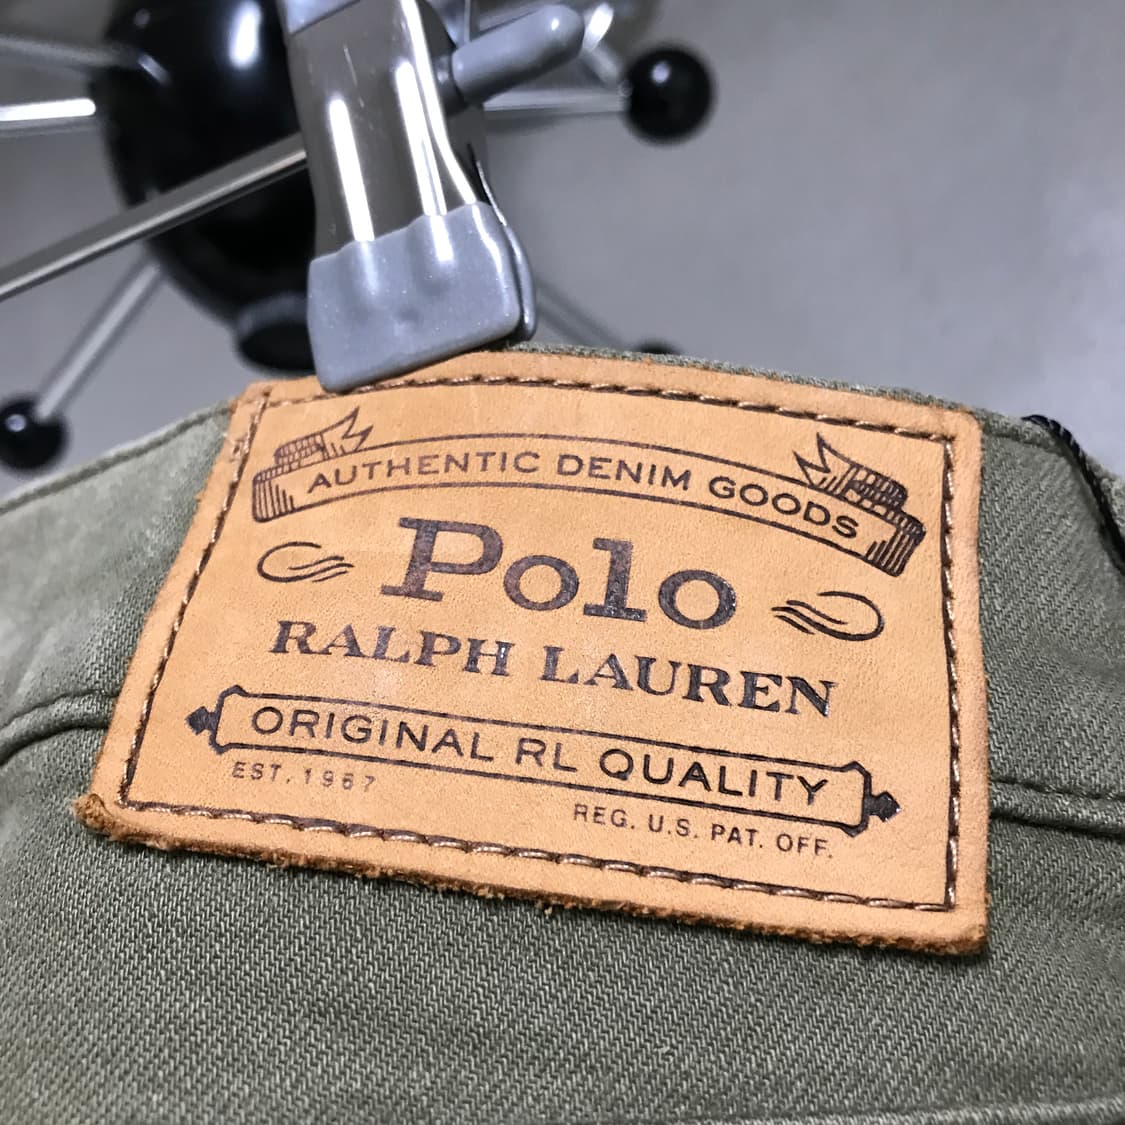 AUTHENTIC DENIM GOODS
Polo
RALPH LAUREN
ORIGINAL RL QUALITY
EST. 1967
REG. U.S. PAT. OFF.